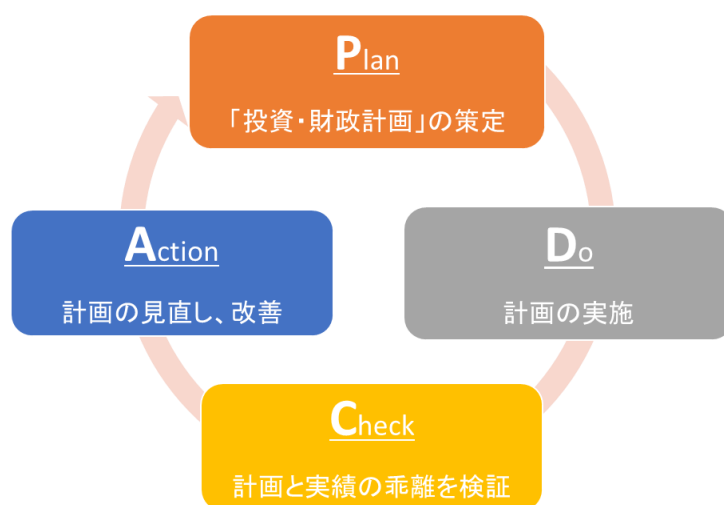 Plan
「投資・財政計画」の策定
Do
計画の実施
Check
計画と実績の乖離を検証
Action
計画の見直し、改善